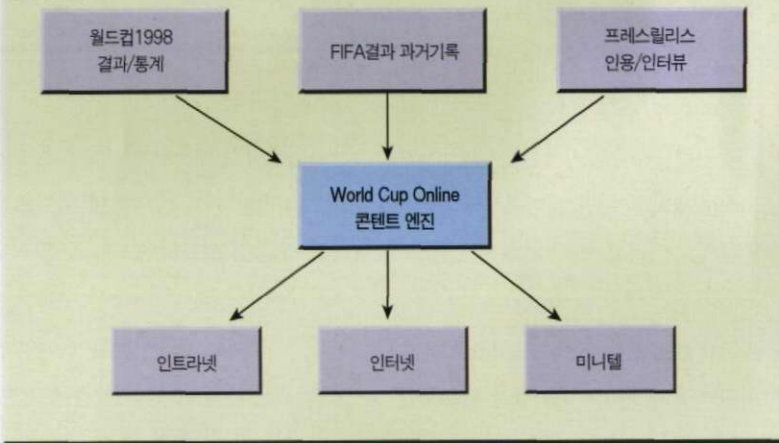 월드컵1998
결과/통계
FIFA결과 과거기록
프레스릴리스
인용/인터뷰
World Cup Online
콘텐트 엔진
인트라넷
인터넷
미니텔